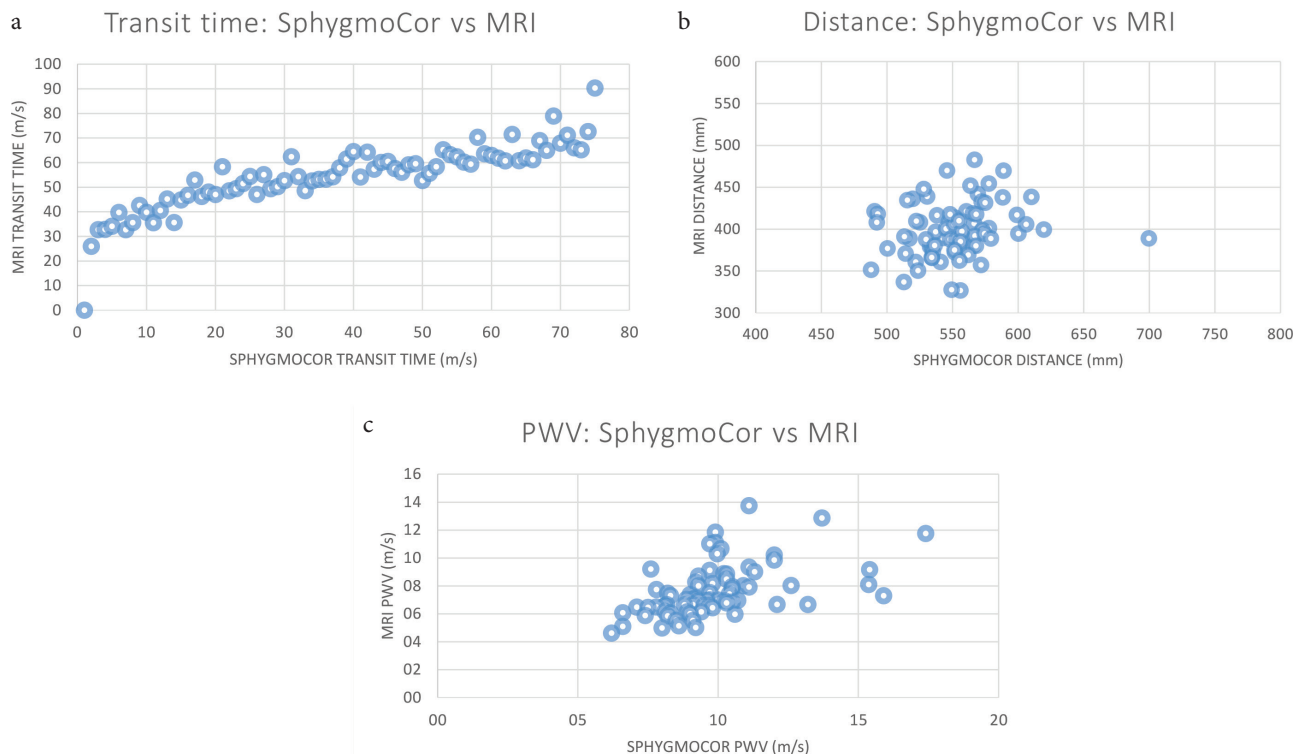 a
Transit time: SphygmoCor vs MRI
MRI TRANSIT TIME (m/s)
100
90
80
70
60
50
40
30
20
10
0
0 10 20 30 40 50 60 70 80
SPHYGMOCOR TRANSIT TIME (m/s)
b
Distance: SphygmoCor vs MRI
MRI DISTANCE (mm)
600
550
500
450
400
350
300
400 450 500 550 600 650 700 750 800
SPHYGMOCOR DISTANCE (mm)
c
PWV: SphygmoCor vs MRI
MRI PWV (m/s)
16
14
12
10
08
06
04
02
00
00 05 10 15 20
SPHYGMOCOR PWV (m/s)